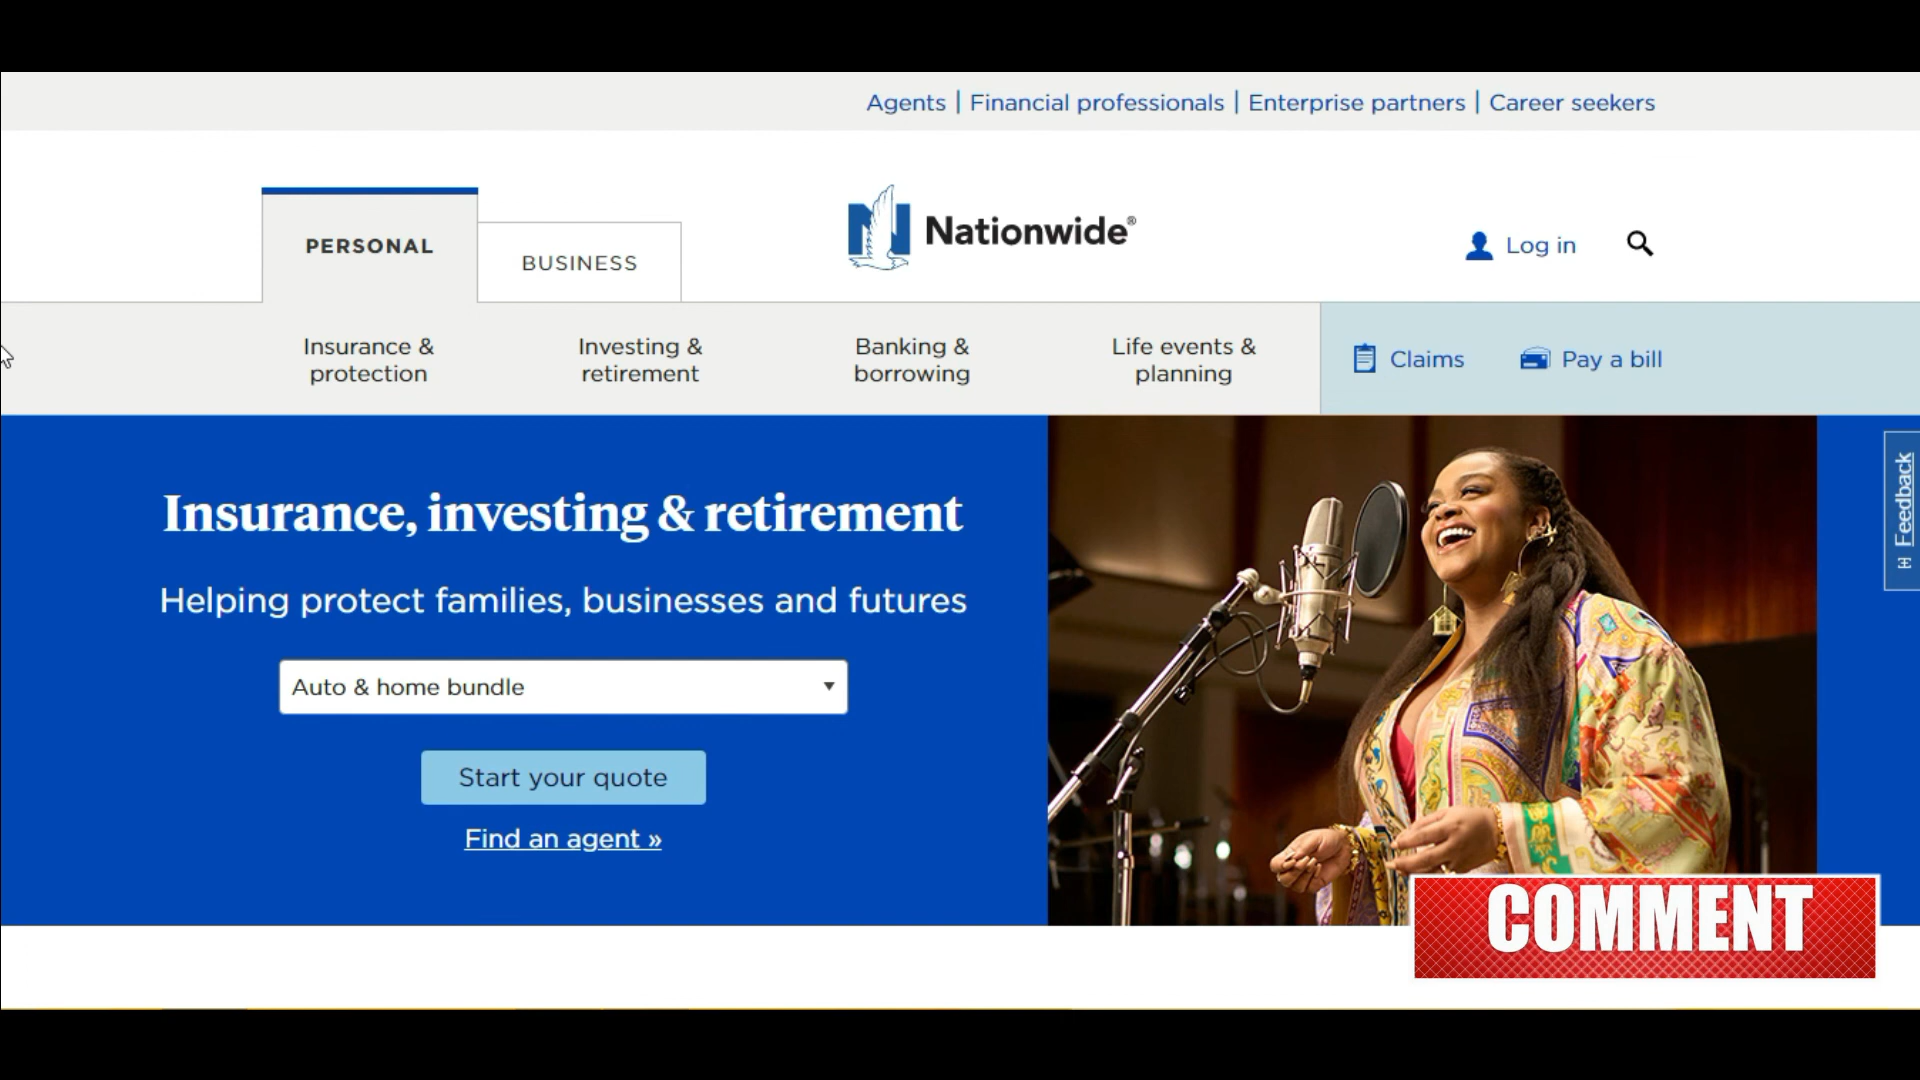 Agents | Financial professionals | Enterprise partners | Career seekers
PERSONAL
BUSINESS
Nationwide®
Log in
Insurance &
protection
Investing &
retirement
Banking &
borrowing
Life events &
planning
Claims
Pay a bill
Insurance, investing & retirement
Helping protect families, businesses and futures
Auto & home bundle
Start your quote
Find an agent »
Feedback
COMMENT